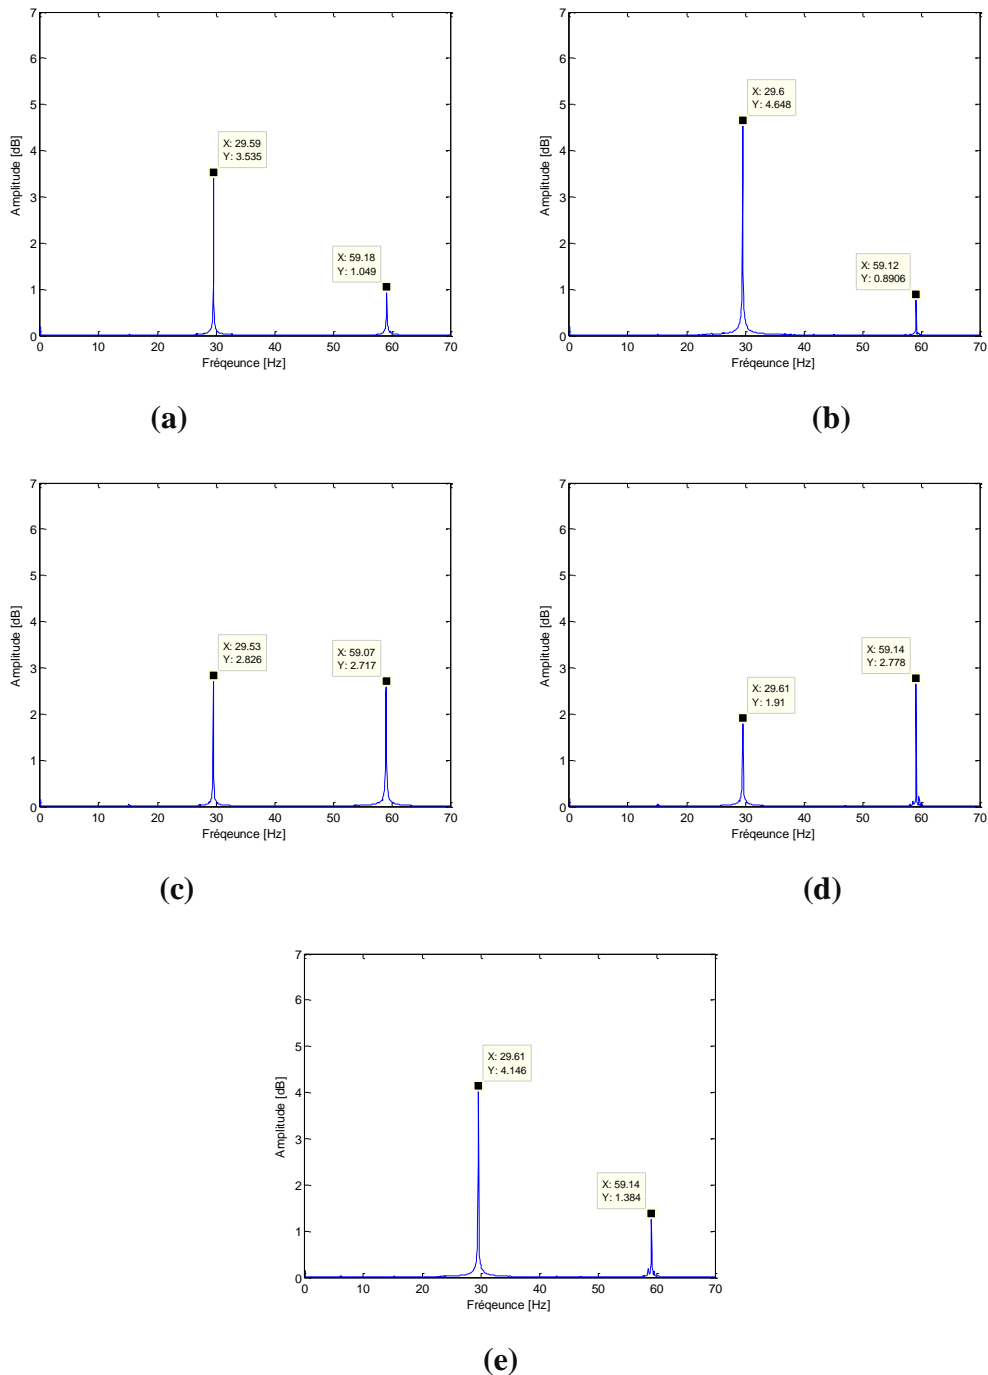 7
6
5
4
3
2
1
0
Amplitude [dB]
X: 29.59
Y: 3.535
X: 59.18
Y: 1.049
0 10 20 30 40 50 60 70
Fréqeunce [Hz]
(a)
7
6
5
4
3
2
1
0
Amplitude [dB]
X: 29.6
Y: 4.648
X: 59.12
Y: 0.8906
0 10 20 30 40 50 60 70
Fréqeunce [Hz]
(b)
7
6
5
4
3
2
1
0
Amplitude [dB]
X: 29.53
Y: 2.826
X: 59.07
Y: 2.717
0 10 20 30 40 50 60 70
Fréqeunce [Hz]
(c)
7
6
5
4
3
2
1
0
Amplitude [dB]
X: 29.61
Y: 1.91
X: 59.14
Y: 2.778
0 10 20 30 40 50 60 70
Fréqeunce [Hz]
(d)
7
6
5
4
3
2
1
0
Amplitude [dB]
X: 29.61
Y: 4.146
X: 59.14
Y: 1.384
0 10 20 30 40 50 60 70
Fréqeunce [Hz]
(e)